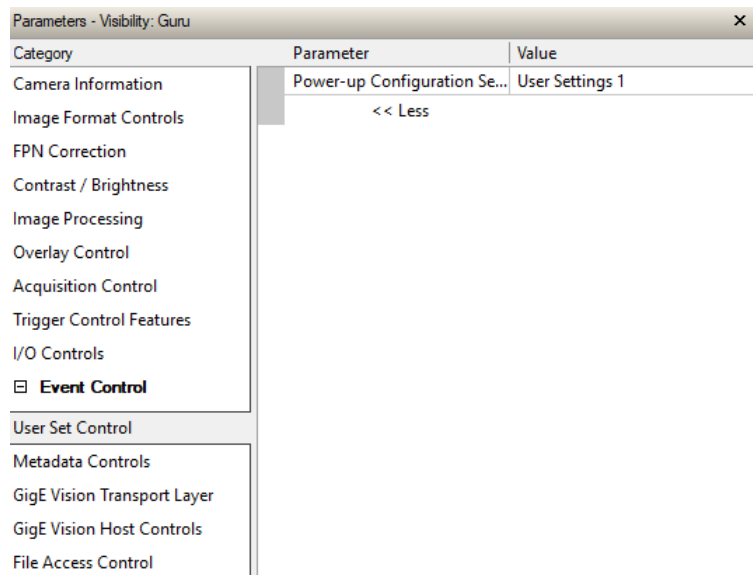 Parameters - Visibility: Guru
Category
Parameter
Value
Camera Information
Image Format Controls
FPN Correction
Contrast / Brightness
Image Processing
Overlay Control
Acquisition Control
Trigger Control Features
I/O Controls
Event Control
User Set Control
Metadata Controls
GigE Vision Transport Layer
GigE Vision Host Controls
File Access Control
Power-up Configuration Se... User Settings 1
<< Less